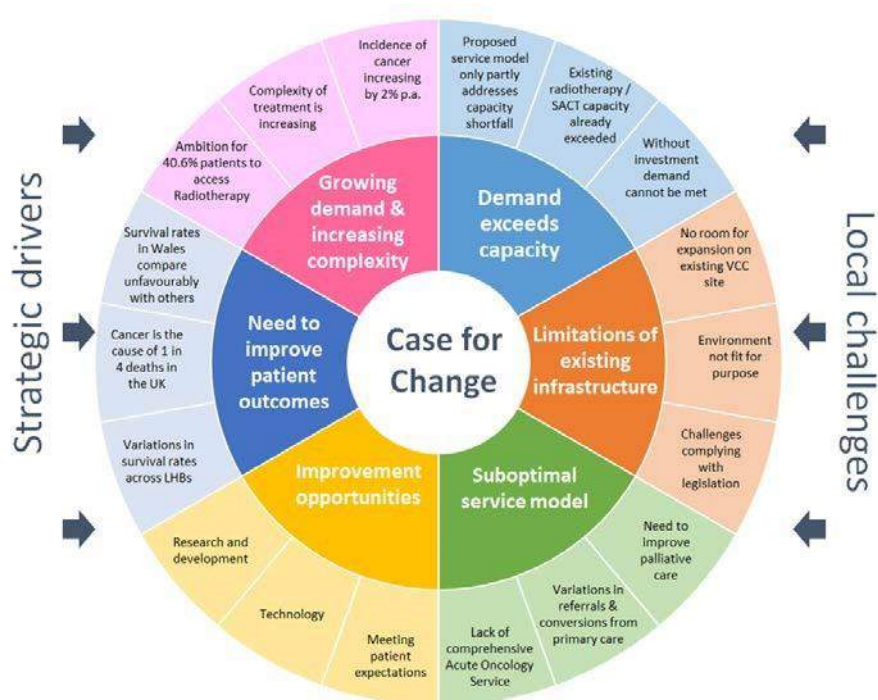 Strategic drivers
Local challenges
Case for
Change
Growing
demand &
increasing
complexity
Incidence of
cancer
increasing
by 2% p.a.
Complexity of
treatment is
increasing
Ambition for
40.6% patients to
access
Radiotherapy
Demand
exceeds
capacity
Proposed
service model
only partly
addresses
capacity
shortfall
Existing
radiotherapy /
SACT capacity
already
exceeded
Without
investment
demand
cannot be met
Limitations of
existing
infrastructure
No room for
expansion on
existing VCC
site
Environment
not fit for
purpose
Challenges
complying
with
legislation
Suboptimal
service model
Need to
Improve
palliative
care
Variations in
referrals &
conversions from
primary care
Lack of
comprehensive
Acute Oncology
Service
Improvement
opportunities
Meeting
patient
expectations
Technology
Research and
development
Need to
improve
patient
outcomes
Variations in
survival rates
across LHBs
Cancer is the
cause of 1 in
4 deaths in
the UK
Survival rates
in Wales
compare
unfavourably
with others